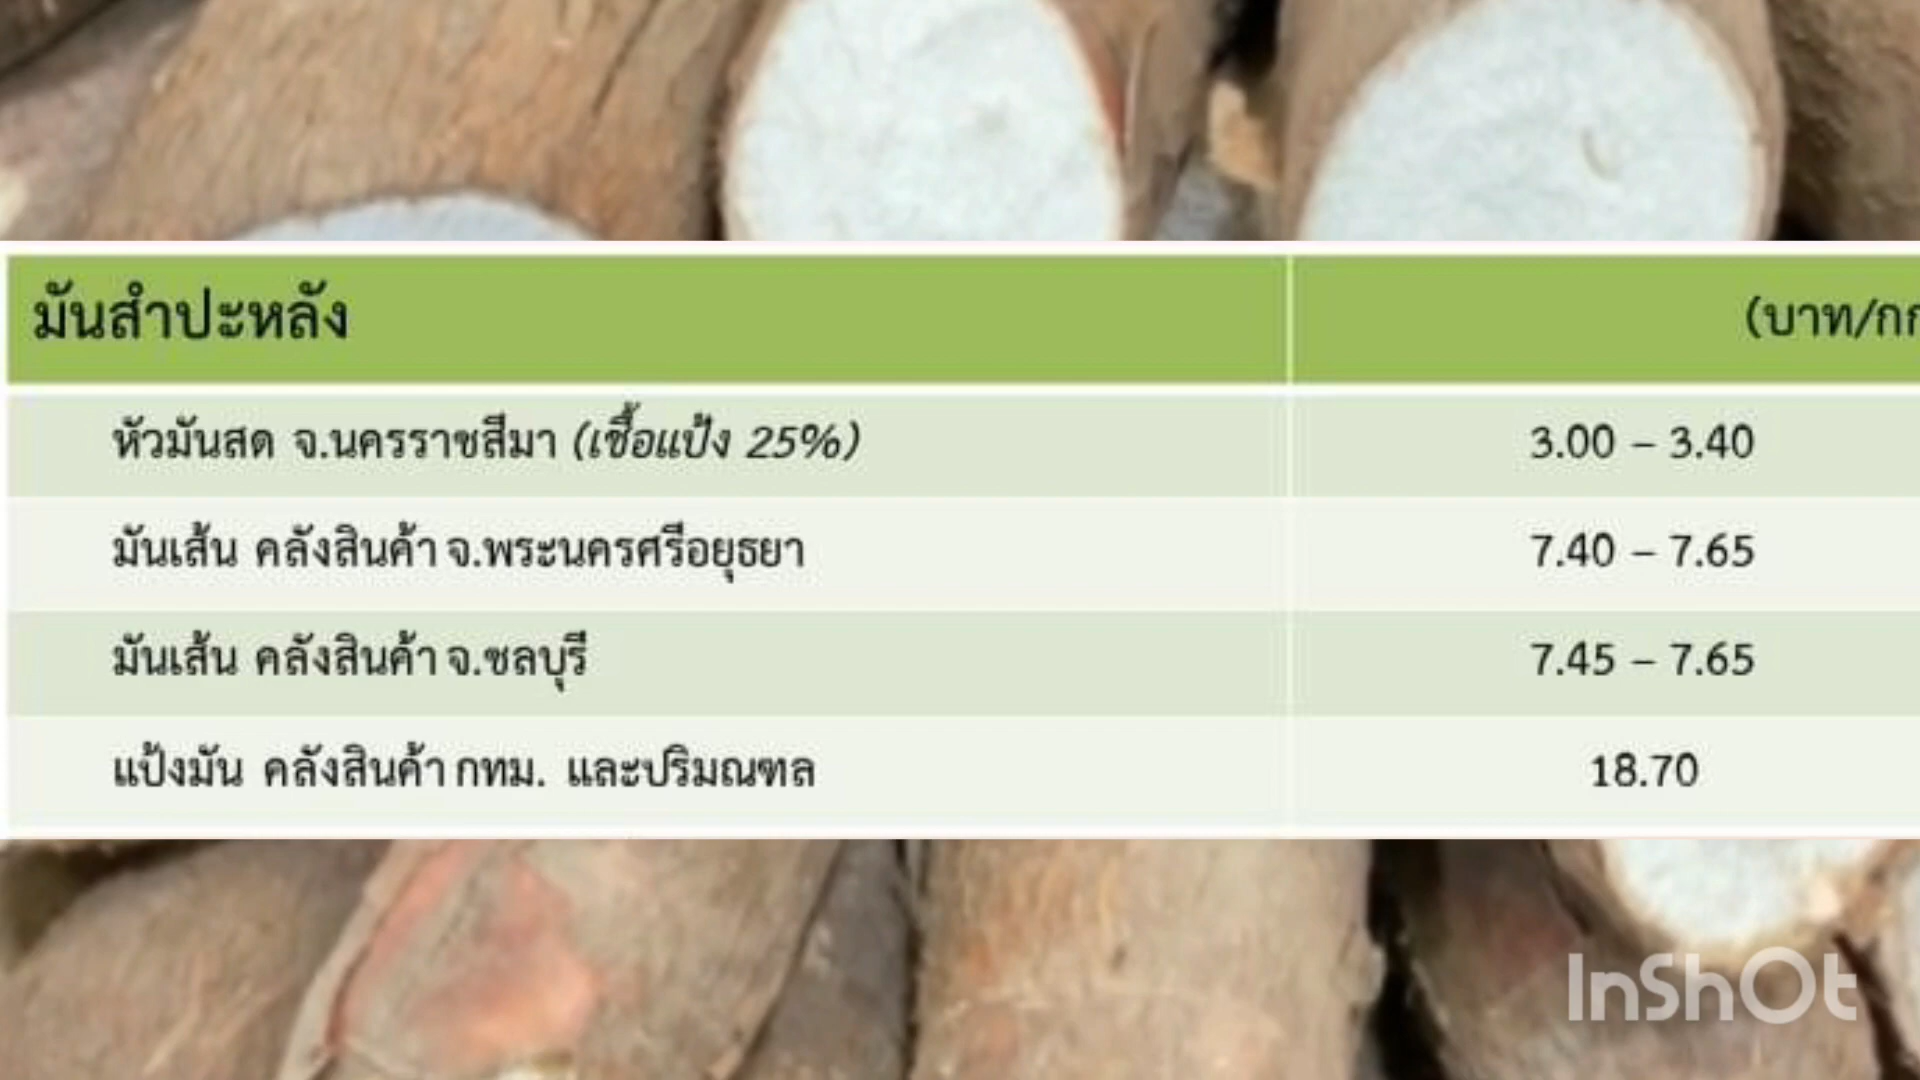 มันสำปะหลัง (บาท/กก
หัวมันสด จ.นครราชสีมา (เชื้อแป้ง 25%) 3.00 – 3.40
มันเส้น คลังสินค้า จ.พระนครศรีอยุธยา 7.40 – 7.65
มันเส้น คลังสินค้า จ.ชลบุรี 7.45 – 7.65
แป้งมัน คลังสินค้า กทม. และปริมณฑล 18.70
InShOt